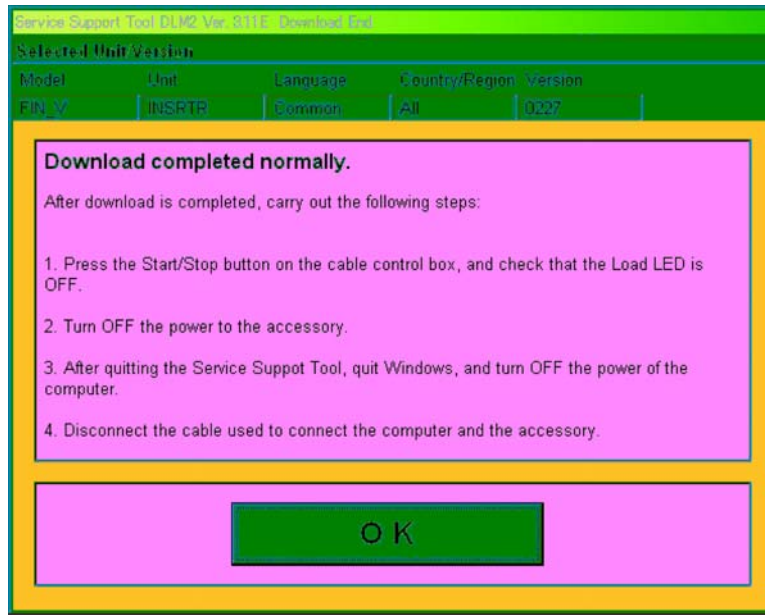 Service Support Tool DLM2 Ver. 3.11E Download End
Selected Unit/Version
Model Unit Language Country/Region Version
FIN_V INSRTR Common All 0227
Download completed normally.
After download is completed, carry out the following steps:
1. Press the Start/Stop button on the cable control box, and check that the Load LED is
OFF.
2. Turn OFF the power to the accessory.
3. After quitting the Service Suppot Tool, quit Windows, and turn OFF the power of the
computer.
4. Disconnect the cable used to connect the computer and the accessory.
O K